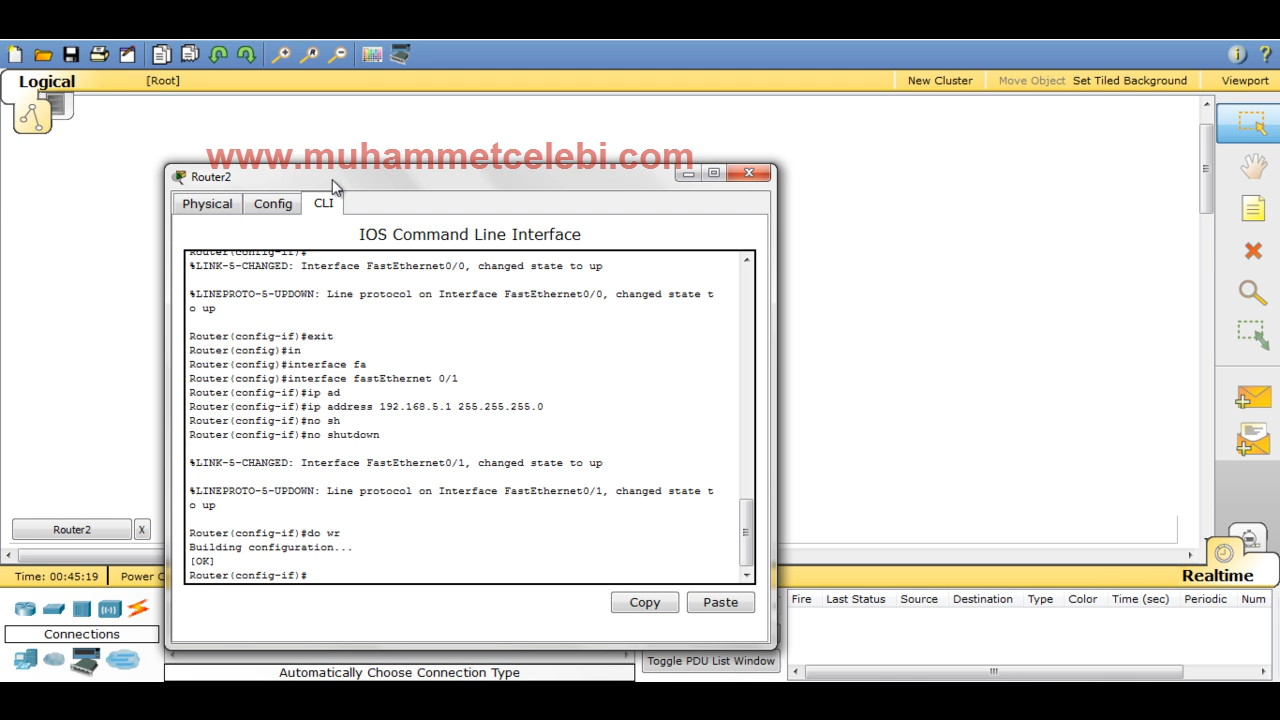 Logical
[Root]
New Cluster
Move Object
Set Tiled Background
Viewport
www.muhammetcelebi.com
Router2
Physical
Config
CLI
IOS Command Line Interface
Router(config-if)#
%LINK-5-CHANGED: Interface FastEthernet0/0, changed state to up
%LINEPROTO-5-UPDOWN: Line protocol on Interface FastEthernet0/0, changed state t
o up
Router(config-if)#exit
Router(config)#in
Router(config)#interface fa
Router(config)#interface fastEthernet 0/1
Router(config-if)#ip ad
Router(config-if)#ip address 192.168.5.1 255.255.255.0
Router(config-if)#no sh
Router(config-if)#no shutdown
%LINK-5-CHANGED: Interface FastEthernet0/1, changed state to up
%LINEPROTO-5-UPDOWN: Line protocol on Interface FastEthernet0/1, changed state t
o up
Router(config-if)#do wr
Building configuration...
[OK]
Router(config-if)#
Copy
Paste
Router2
X
Time: 00:45:19
Power C
Realtime
Fire
Last Status
Source
Destination
Type
Color
Time (sec)
Periodic
Num
Connections
Toggle PDU List Window
Automatically Choose Connection Type